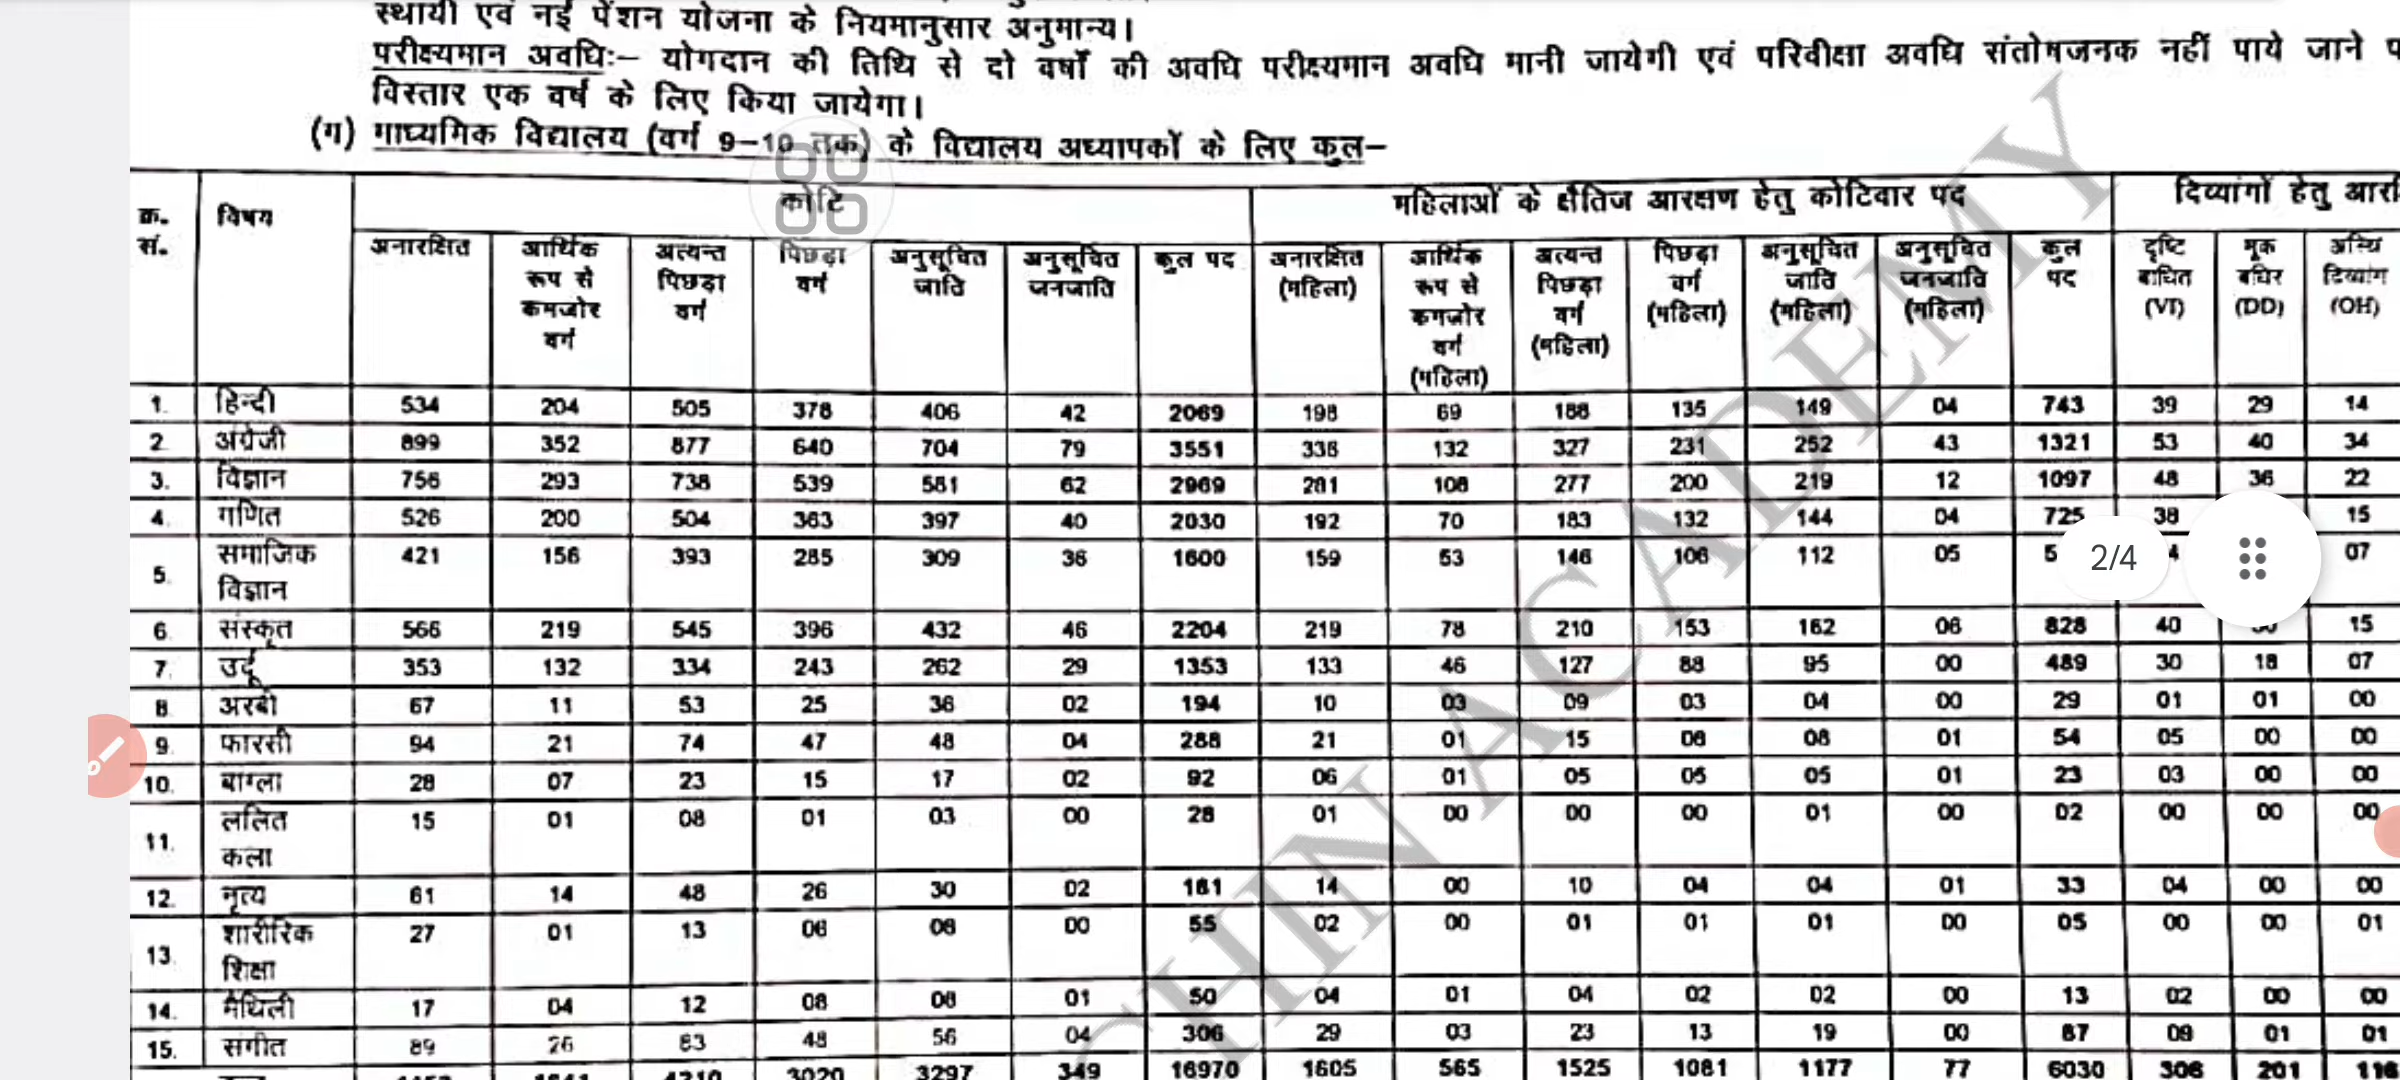 स्थायी एवं नई पेंशन योजना के नियमानुसार अनुमान्य।
परीक्ष्यमान अवधिः– योगदान की तिथि से दो वर्षों की अवधि परीक्ष्यमान अवधि मानी जायेगी एवं परिवीक्षा अवधि संतोषजनक नहीं पाये जाने
विस्तार एक वर्ष के लिए किया जायेगा।
(ग) माध्यमिक विद्यालय (वर्ग 9–10 तक) के विद्यालय अध्यापकों के लिए कुल–
क्र. सं. विषय कोटि महिलाओं के क्षैतिज आरक्षण हेतु कोटिवार पद दिव्यांगों हेतु
अनारक्षित आर्थिक रूप से कमजोर वर्ग अत्यन्त पिछड़ा वर्ग पिछड़ा वर्ग अनुसूचित जाति अनुसूचित जनजाति कुल पद अनारक्षित (महिला) आर्थिक रूप से कमजोर वर्ग (महिला) अत्यन्त पिछड़ा वर्ग (महिला) पिछड़ा वर्ग (महिला) अनुसूचित जाति (महिला) अनुसूचित जनजाति (महिला) कुल पद दृष्टि बाधित (VI) मूक बधिर (DD) अस्थि दिव्यांग (OH)
1. हिन्दी 534 204 505 378 406 42 2069 198 69 188 135 149 04 743 39 29 14
2. अंग्रेजी 899 352 877 640 704 79 3551 336 132 327 231 252 43 1321 53 40 34
3. विज्ञान 756 293 738 539 581 62 2969 281 108 277 200 219 12 1097 48 36 22
4. गणित 526 200 504 363 397 40 2030 192 70 183 132 144 04 725 38 15
5. समाजिक विज्ञान 421 156 393 285 309 36 1600 159 53 146 106 112 05 07
2/4
6. संस्कृत 566 219 545 396 432 46 2204 219 78 210 153 162 06 828 40 15
7. उर्दू 353 132 334 243 262 29 1353 133 46 127 88 95 00 489 30 18 07
8 अरबी 67 11 53 25 36 02 194 10 03 09 03 04 00 29 01 01 00
9. फारसी 94 21 74 47 48 04 288 21 01 15 08 08 01 54 05 00 00
10. बांग्ला 28 07 23 15 17 02 92 06 01 05 05 05 01 23 03 00 00
11. ललित कला 15 01 08 01 03 00 28 01 00 00 00 01 00 02 00 00 00
12. नृत्य 61 14 48 26 30 02 181 14 00 10 04 04 01 33 04 00 00
13. शारीरिक शिक्षा 27 01 13 06 08 00 55 02 00 01 01 01 00 05 00 00 01
14. मैथिली 17 04 12 08 08 01 50 04 01 04 02 02 00 13 02 00 00
15. संगीत 89 26 83 48 56 04 306 29 03 23 13 19 00 87 09 01 01
3020 3297 349 16970 1605 565 1525 1081 1177 77 6030 306 201 116
CHIN ACADEMY